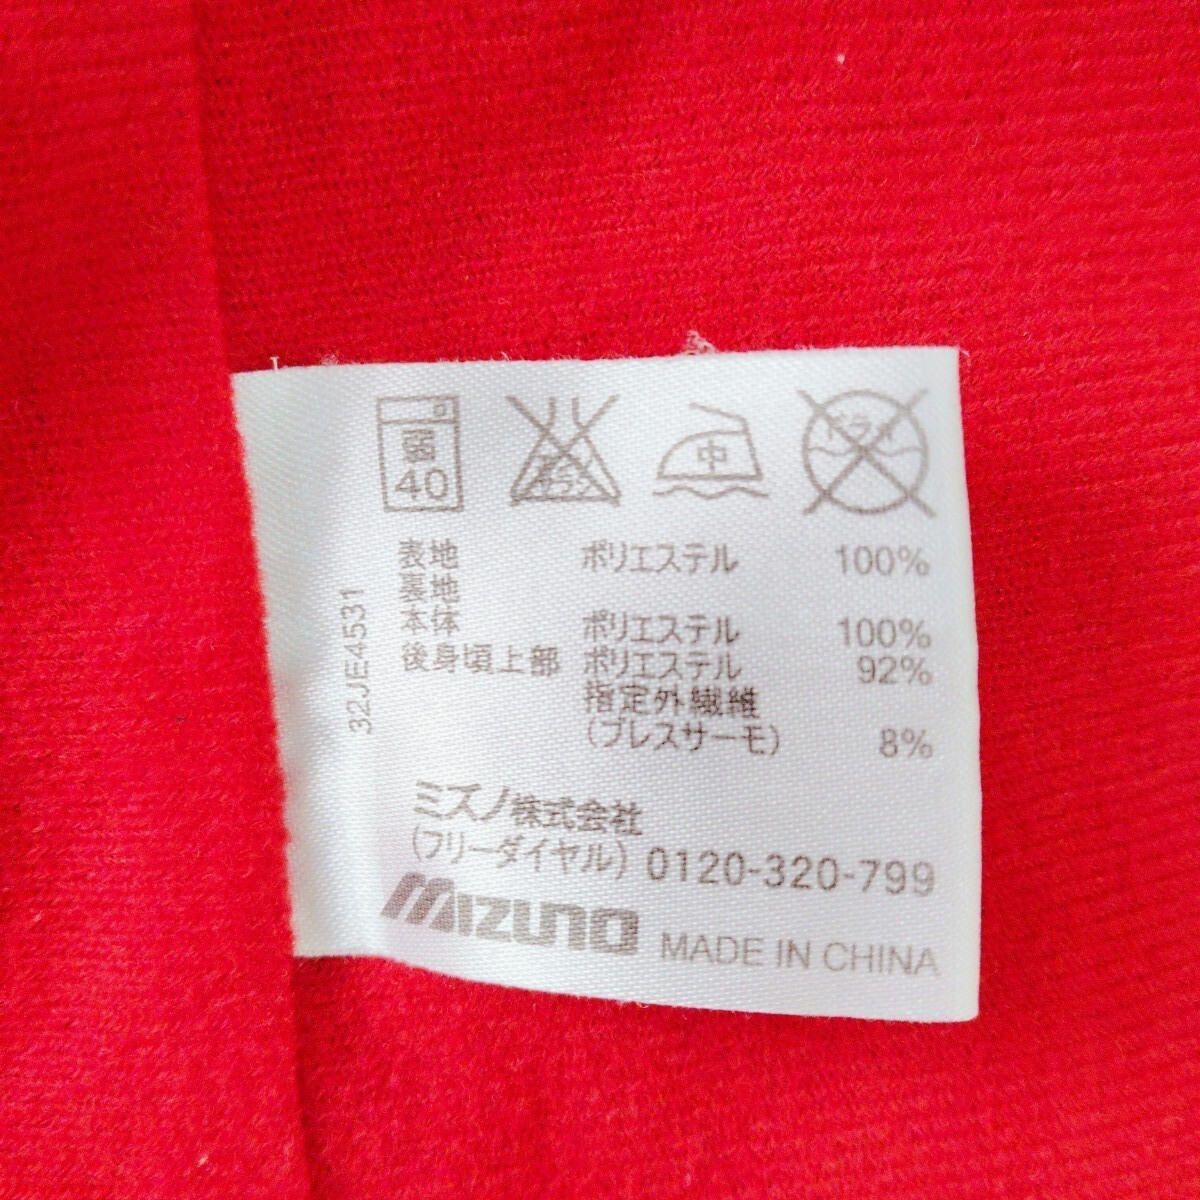 弱
40
エンソ
中
ドライ
表地 ポリエステル 100%
裏地
本体 ポリエステル 100%
後身頃上部 ポリエステル 92%
指定外繊維
(ブレスサーモ) 8%
32JE4531
ミズノ株式会社
(フリーダイヤル) 0120-320-799
MIZUNO MADE IN CHINA